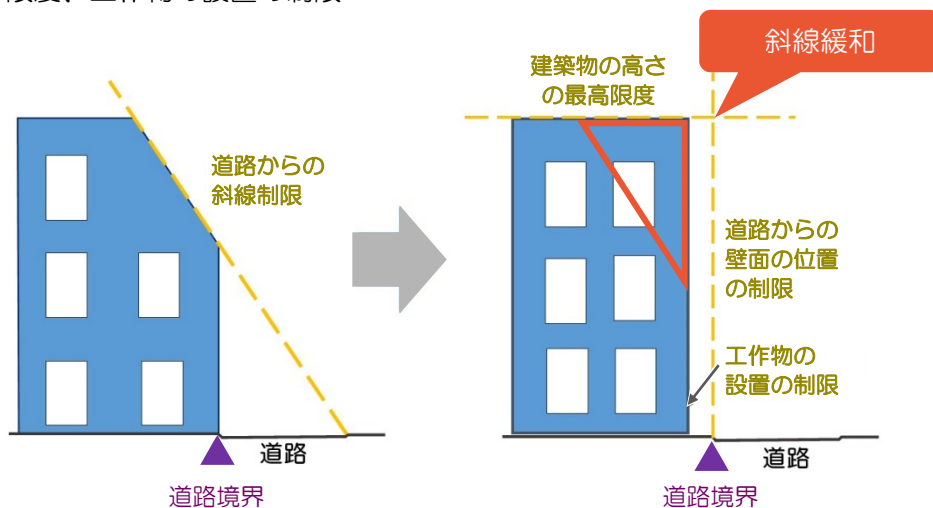 斜線緩和
建築物の高さ
の最高限度
道路からの
斜線制限
道路からの
壁面の位置
の制限
工作物の
設置の制限
道路
道路境界
道路
道路境界